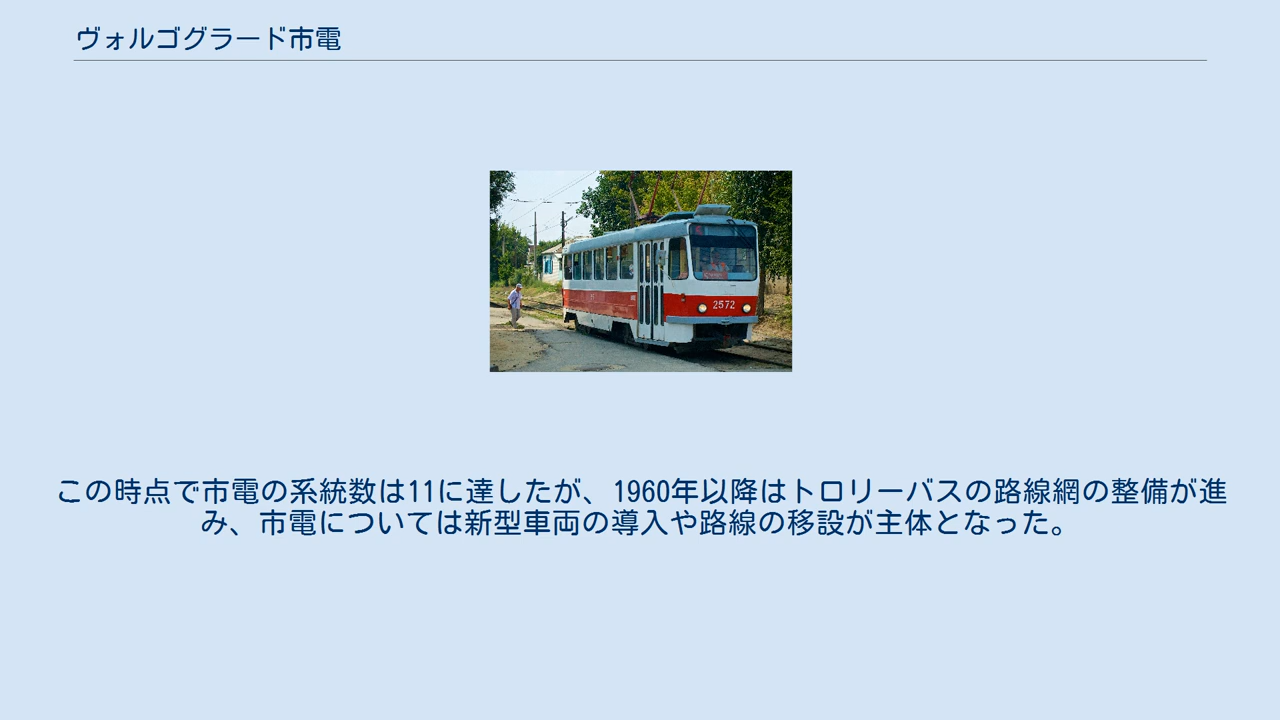 ヴォルゴグラード市電
2572
この時点で市電の系統数は11に達したが、1960年以降はトロリーバスの路線網の整備が進
み、市電については新型車両の導入や路線の移設が主体となった。